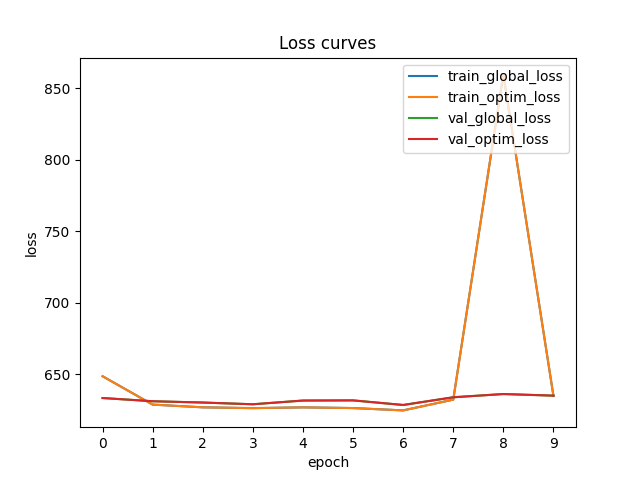 Loss curves
train_global_loss
train_optim_loss
val_global_loss
val_optim_loss
850
800
750
700
650
loss
0 1 2 3 4 5 6 7 8 9
epoch